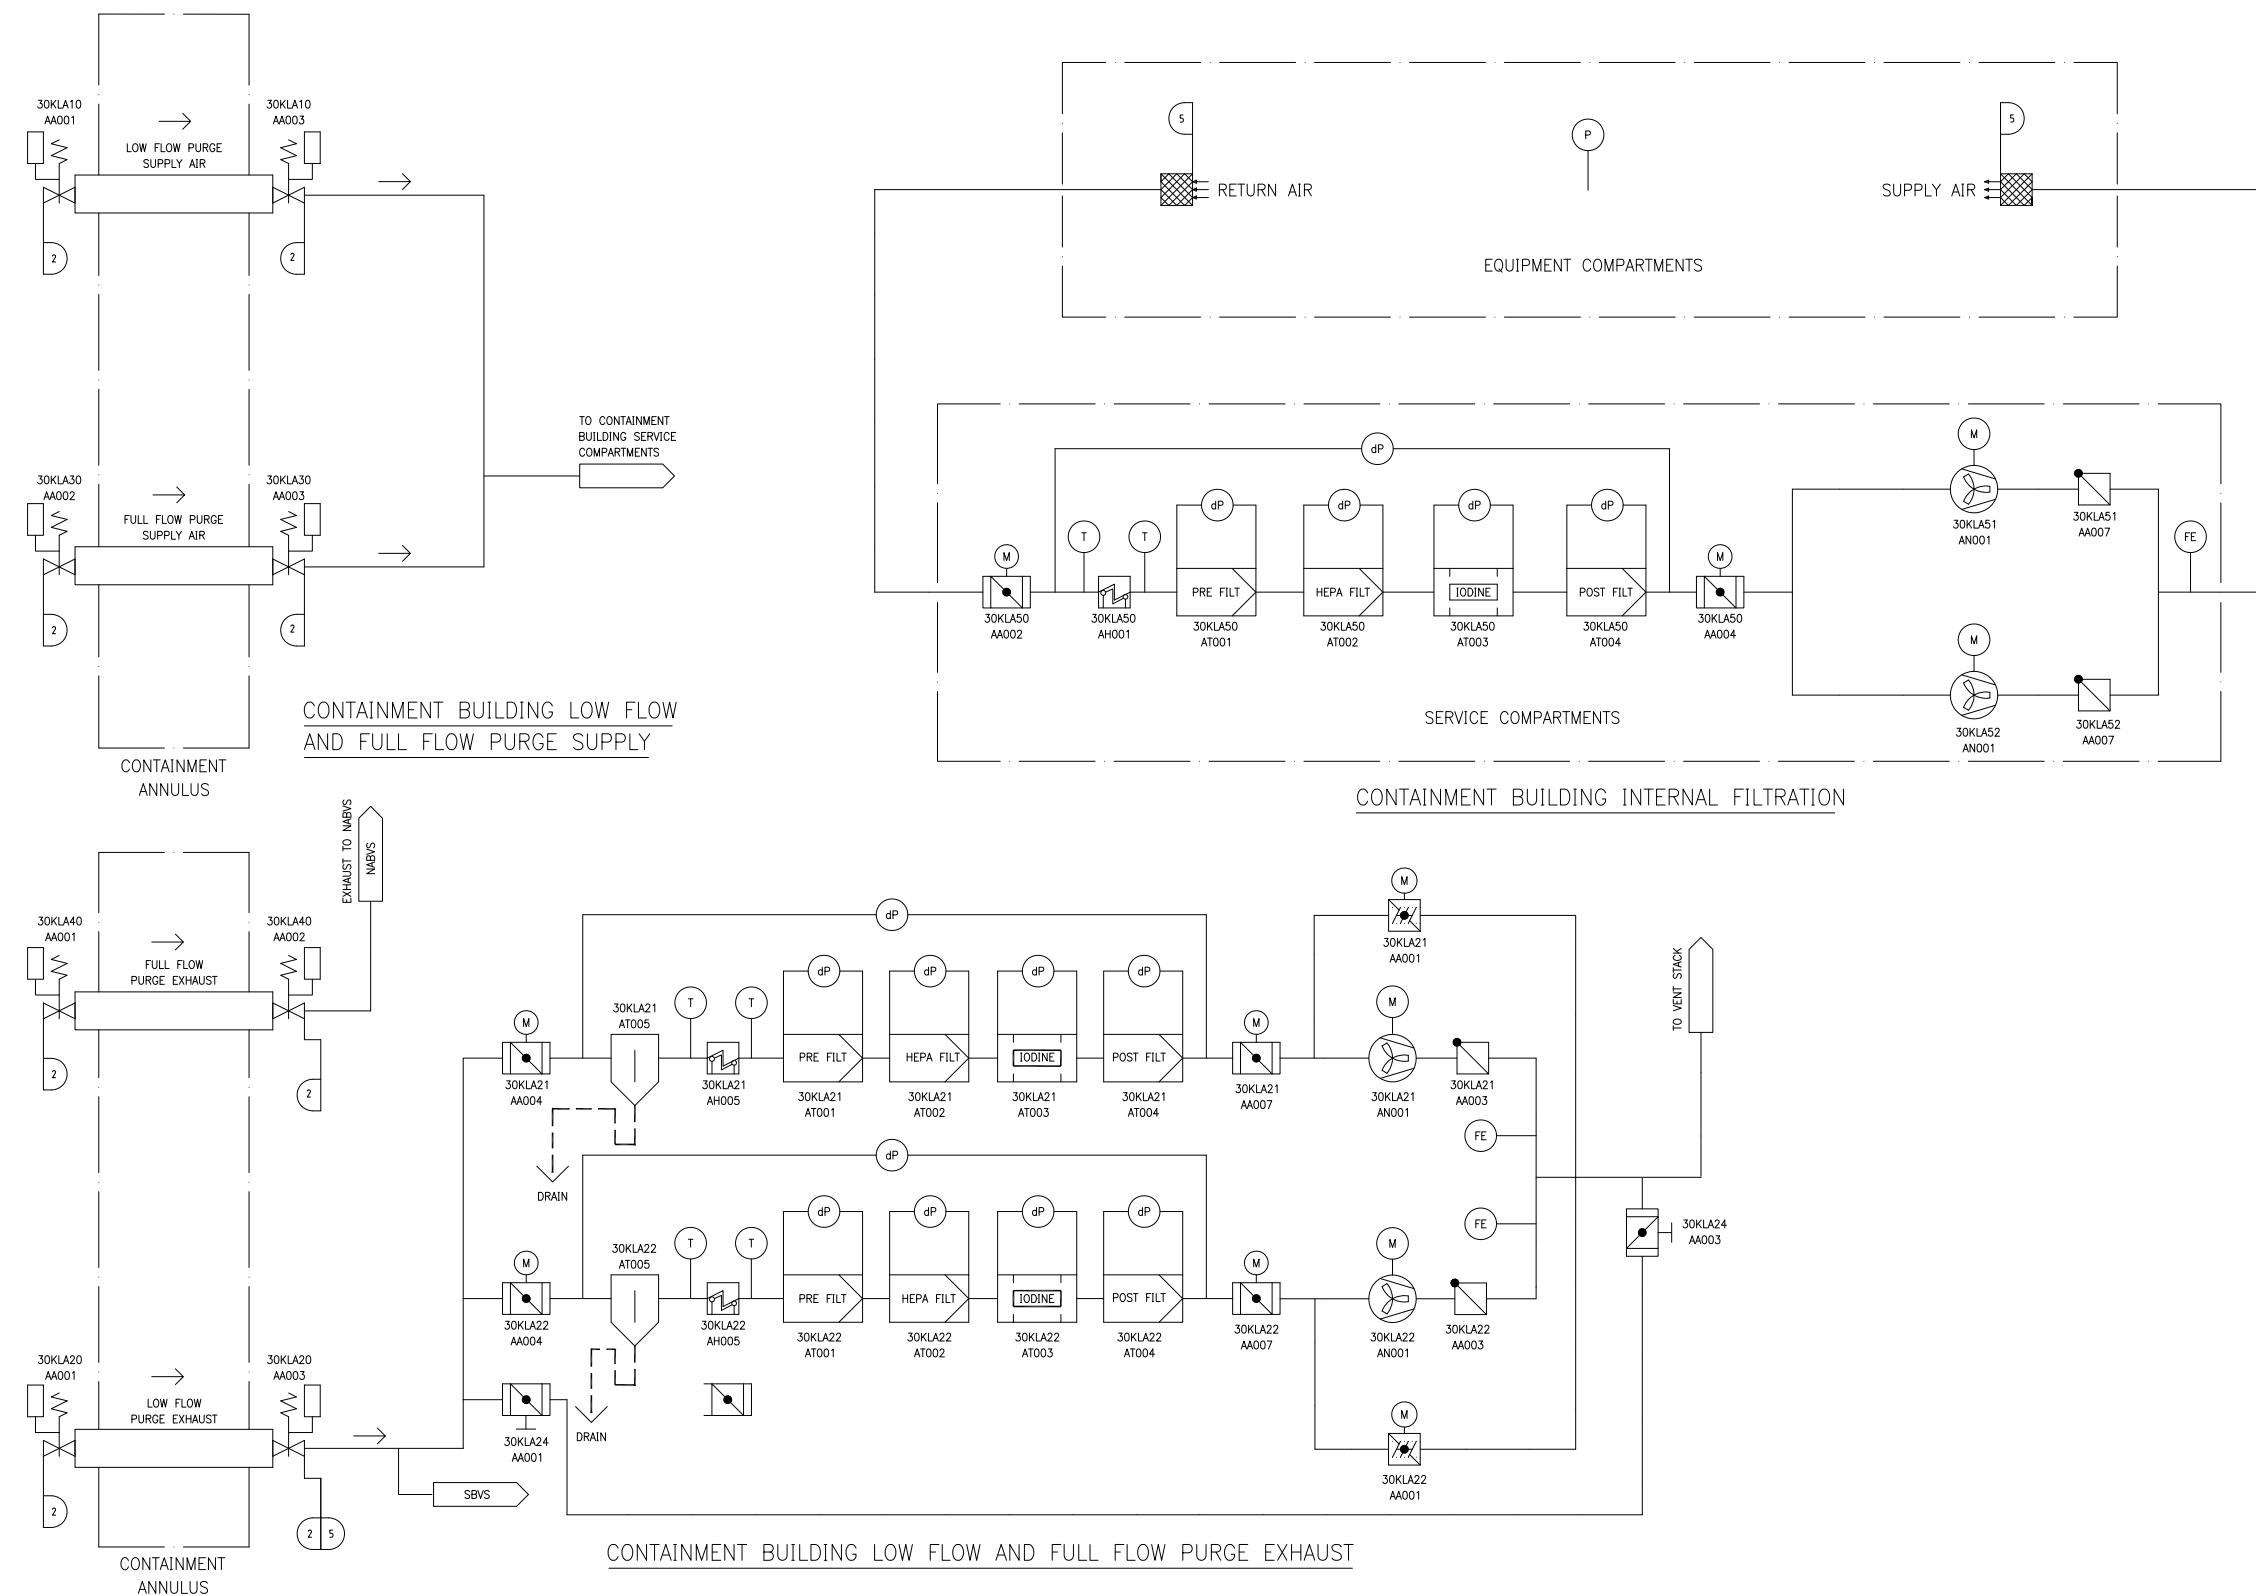 30KLA10
AA001
30KLA10
AA003
LOW FLOW PURGE
SUPPLY AIR
2
2
30KLA30
AA002
30KLA30
AA003
FULL FLOW PURGE
SUPPLY AIR
2
2
TO CONTAINMENT
BUILDING SERVICE
COMPARTMENTS
CONTAINMENT BUILDING LOW FLOW
AND FULL FLOW PURGE SUPPLY
CONTAINMENT
ANNULUS
5
P
5
RETURN AIR
SUPPLY AIR
EQUIPMENT COMPARTMENTS
dP
dP
dP
dP
dP
M
T
T
M
PRE FILT
HEPA FILT
IODINE
POST FILT
30KLA50
AA002
30KLA50
AH001
30KLA50
AT001
30KLA50
AT002
30KLA50
AT003
30KLA50
AT004
30KLA50
AA004
M
30KLA51
AN001
30KLA51
AA007
FE
M
30KLA52
AN001
30KLA52
AA007
SERVICE COMPARTMENTS
CONTAINMENT BUILDING INTERNAL FILTRATION
EXHAUST TO NABVS
NABVS
30KLA40
AA001
30KLA40
AA002
FULL FLOW
PURGE EXHAUST
2
2
dP
M
30KLA21
AA001
TO VENT STACK
M
30KLA21
AT005
T
T
dP
dP
dP
dP
M
M
PRE FILT
HEPA FILT
IODINE
POST FILT
30KLA21
AA004
30KLA21
AH005
30KLA21
AT001
30KLA21
AT002
30KLA21
AT003
30KLA21
AT004
30KLA21
AA007
30KLA21
AN001
30KLA21
AA003
FE
DRAIN
dP
FE
30KLA24
AA003
M
30KLA22
AT005
T
T
dP
dP
dP
dP
M
M
PRE FILT
HEPA FILT
IODINE
POST FILT
30KLA22
AA004
30KLA22
AH005
30KLA22
AT001
30KLA22
AT002
30KLA22
AT003
30KLA22
AT004
30KLA22
AA007
30KLA22
AN001
30KLA22
AA003
30KLA20
AA001
30KLA20
AA003
LOW FLOW
PURGE EXHAUST
30KLA24
AA001
DRAIN
M
30KLA22
AA001
SBVS
2
2 5
CONTAINMENT BUILDING LOW FLOW AND FULL FLOW PURGE EXHAUST
CONTAINMENT
ANNULUS